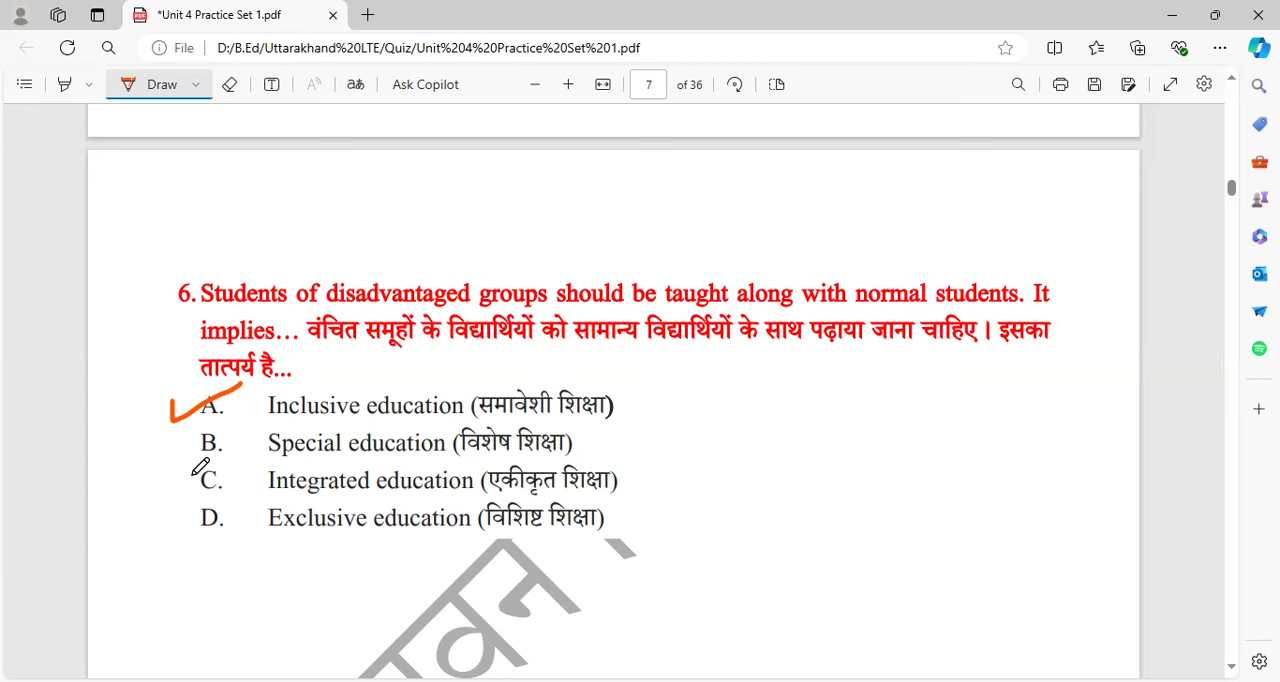 *Unit 4 Practice Set 1.pdf
File D:/B.Ed/Uttarakhand%20LTE/Quiz/Unit%204%20Practice%20Set%201.pdf
Draw Ask Copilot 7 of 36
6. Students of disadvantaged groups should be taught along with normal students. It
implies… वंचित समूहों के विद्यार्थियों को सामान्य विद्यार्थियों के साथ पढ़ाया जाना चाहिए। इसका
तात्पर्य है...
A. Inclusive education (समावेशी शिक्षा)
B. Special education (विशेष शिक्षा)
C. Integrated education (एकीकृत शिक्षा)
D. Exclusive education (विशिष्ट शिक्षा)